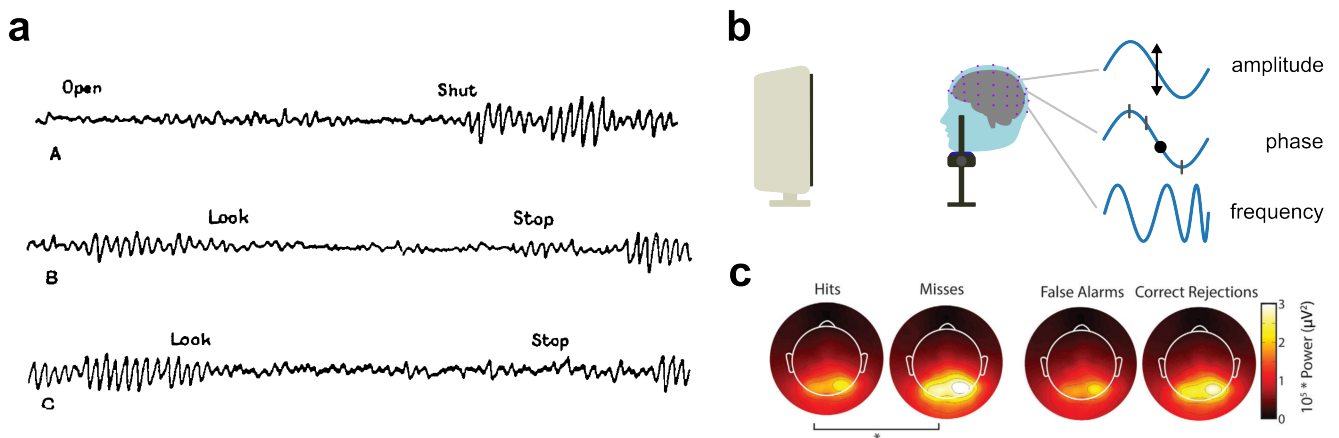 a
Open
Shut
A
Look
Stop
B
Look
Stop
C
b
amplitude
phase
frequency
c
Hits
Misses
False Alarms
Correct Rejections
3
2
1
0
10⁵ * Power (µV²)
*